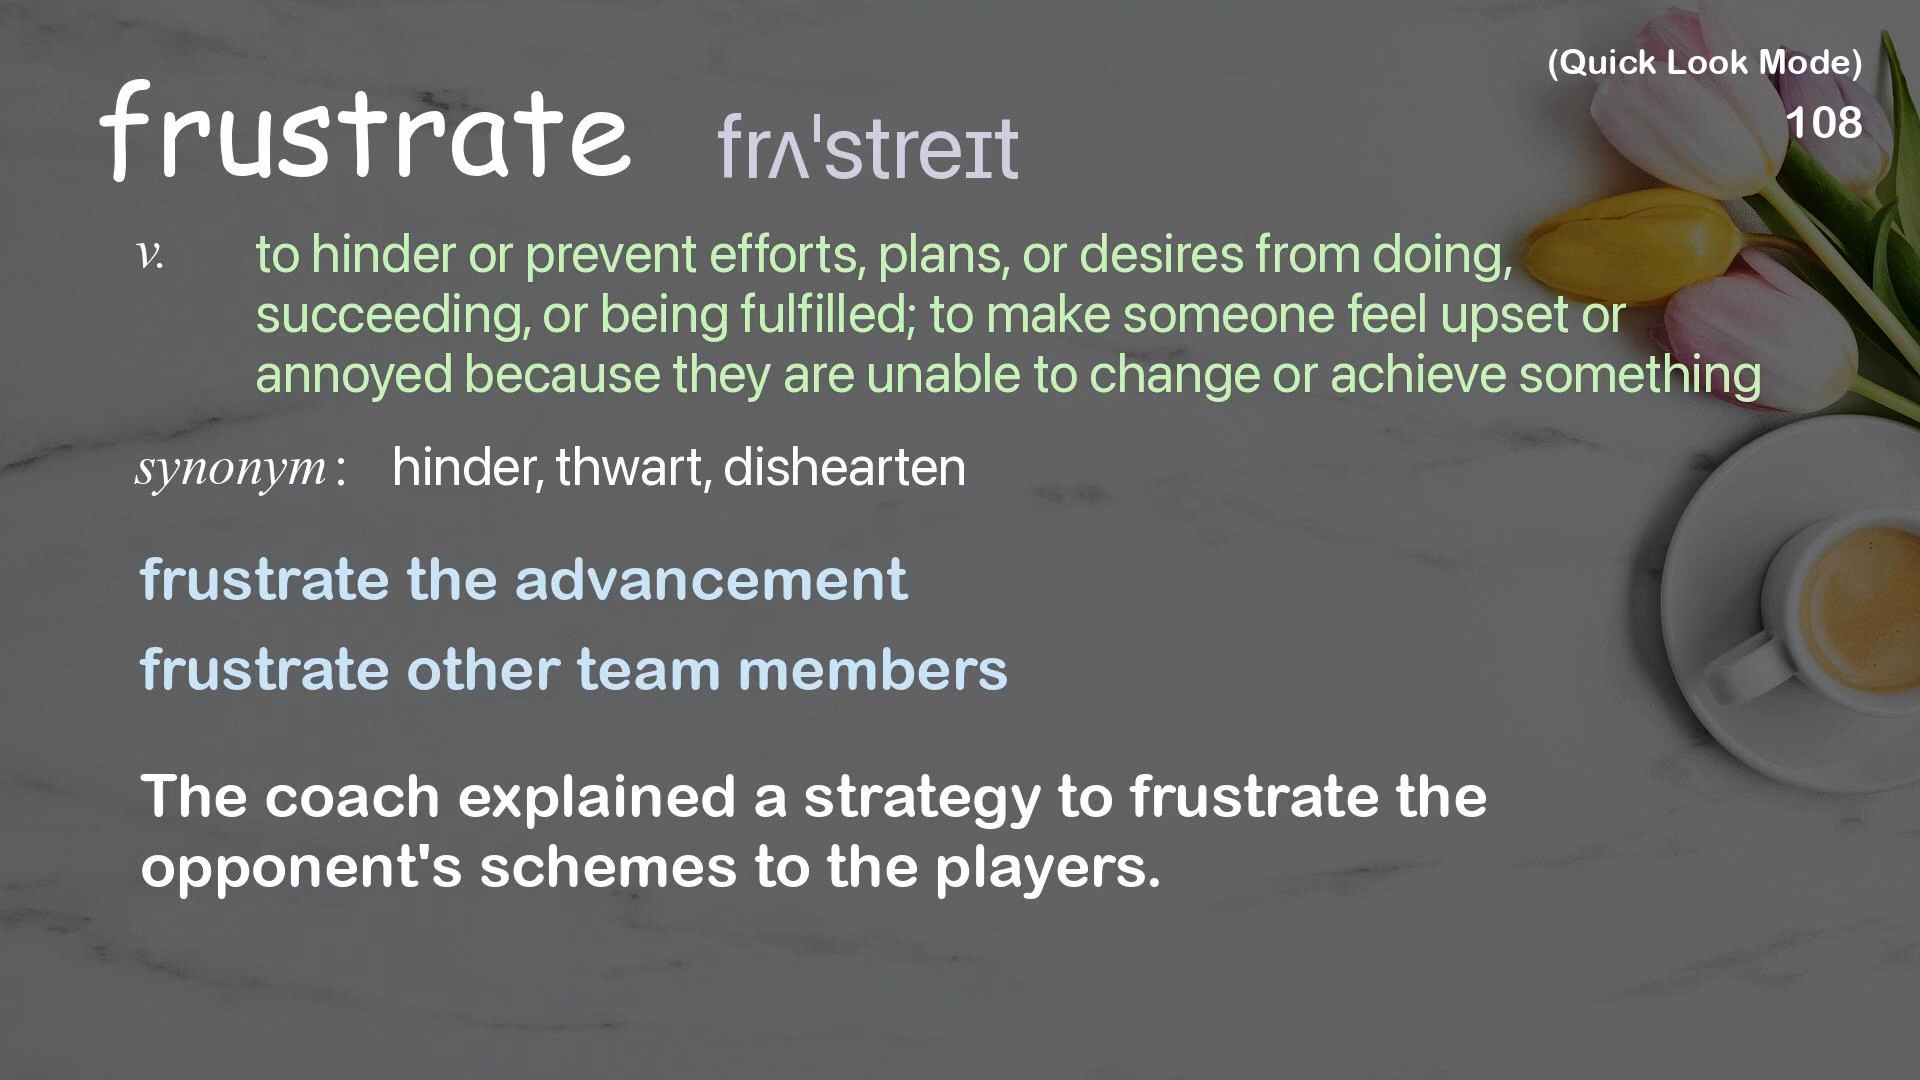 (Quick Look Mode)
108
frustrate frʌˈstreɪt
v. to hinder or prevent efforts, plans, or desires from doing,
succeeding, or being fulfilled; to make someone feel upset or
annoyed because they are unable to change or achieve something
synonym : hinder, thwart, dishearten
frustrate the advancement
frustrate other team members
The coach explained a strategy to frustrate the
opponent's schemes to the players.